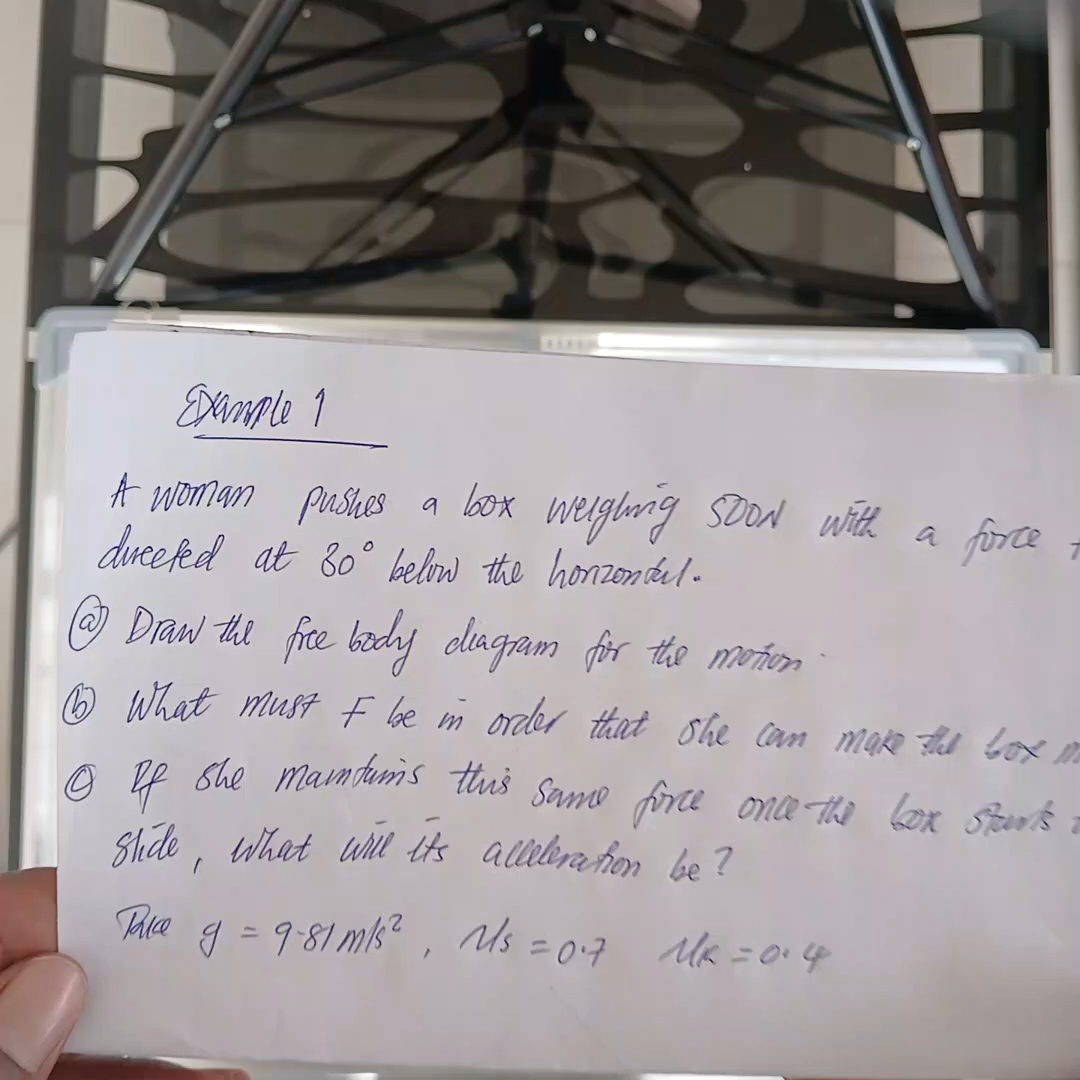 Example 1
A woman pushes a box weighing 500N with a force
directed at 30° below the horizontal.
(a) Draw the free body diagram for the motion.
(b) What must F be in order that she can make the box
(c) If she maintains this same force once the box starts
slide, what will its acceleration be?
Take g = 9.81 m/s², μs = 0.7 μk = 0.4